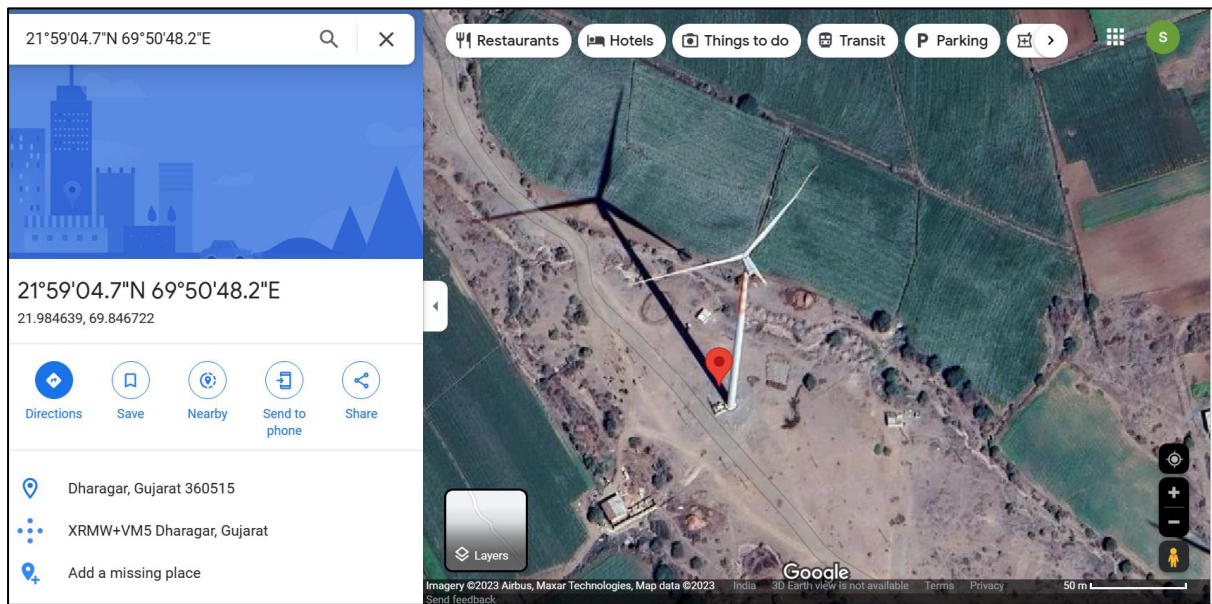 21°59'04.7"N 69°50'48.2"E
Restaurants
Hotels
Things to do
Transit
P Parking
S
21°59'04.7"N 69°50'48.2"E
21.984639, 69.846722
Directions
Save
Nearby
Send to
phone
Share
Dharagar, Gujarat 360515
XRMW+VM5 Dharagar, Gujarat
Add a missing place
Layers
Google
Imagery ©2023 Airbus, Maxar Technologies, Map data ©2023 India 3D Earth view is not available Terms Privacy 50 m
Send feedback